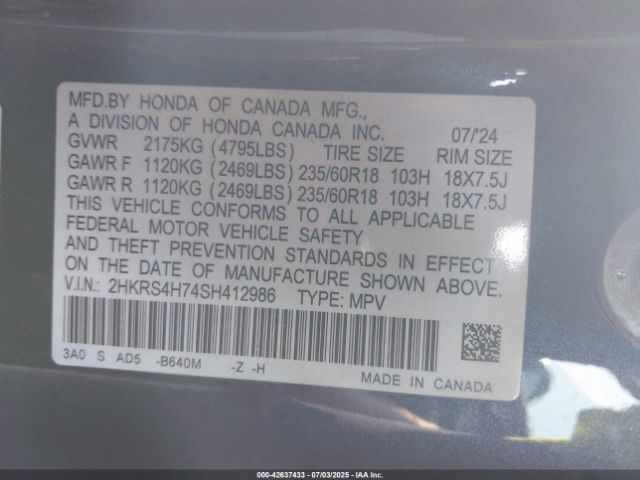 MFD.BY HONDA OF CANADA MFG.,
A DIVISION OF HONDA CANADA INC. 07/'24
GVWR 2175KG (4795LBS) TIRE SIZE RIM SIZE
GAWR F 1120KG (2469LBS) 235/60R18 103H 18X7.5J
GAWR R 1120KG (2469LBS) 235/60R18 103H 18X7.5J
THIS VEHICLE CONFORMS TO ALL APPLICABLE
FEDERAL MOTOR VEHICLE SAFETY
AND THEFT PREVENTION STANDARDS IN EFFECT
ON THE DATE OF MANUFACTURE SHOWN ABOVE.
V.I.N.: 2HKRS4H74SH412986 TYPE: MPV
3A0 S AD5 -B640M -Z -H
MADE IN CANADA
000-42637433 | 07/03/2025 | IAA Inc.